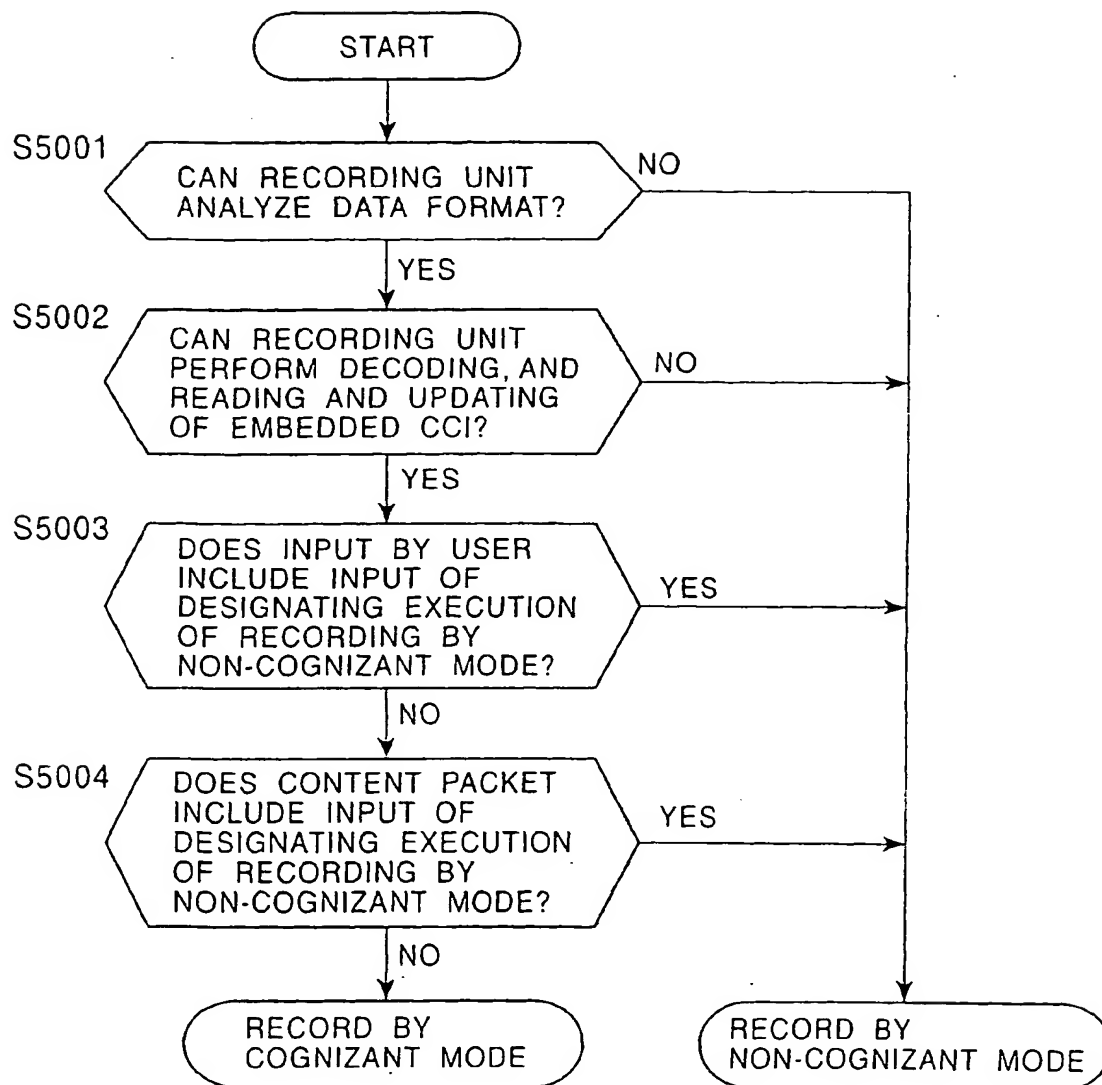 START
S5001
CAN RECORDING UNIT
ANALYZE DATA FORMAT?
NO
YES
S5002
CAN RECORDING UNIT
PERFORM DECODING, AND
READING AND UPDATING
OF EMBEDDED CCI?
NO
YES
S5003
DOES INPUT BY USER
INCLUDE INPUT OF
DESIGNATING EXECUTION
OF RECORDING BY
NON-COGNIZANT MODE?
YES
NO
S5004
DOES CONTENT PACKET
INCLUDE INPUT OF
DESIGNATING EXECUTION
OF RECORDING BY
NON-COGNIZANT MODE?
YES
NO
RECORD BY
COGNIZANT MODE
RECORD BY
NON-COGNIZANT MODE